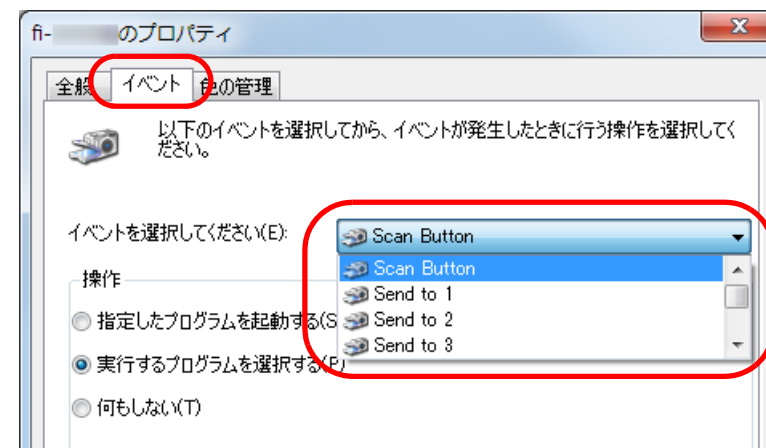 fi- のプロパティ
全般 イベント 色の管理
以下のイベントを選択してから、イベントが発生したときに行う操作を選択してく
ださい。
イベントを選択してください(E):
Scan Button
Scan Button
Send to 1
Send to 2
Send to 3
操作
指定したプログラムを起動する(S
実行するプログラムを選択する(P)
何もしない(T)